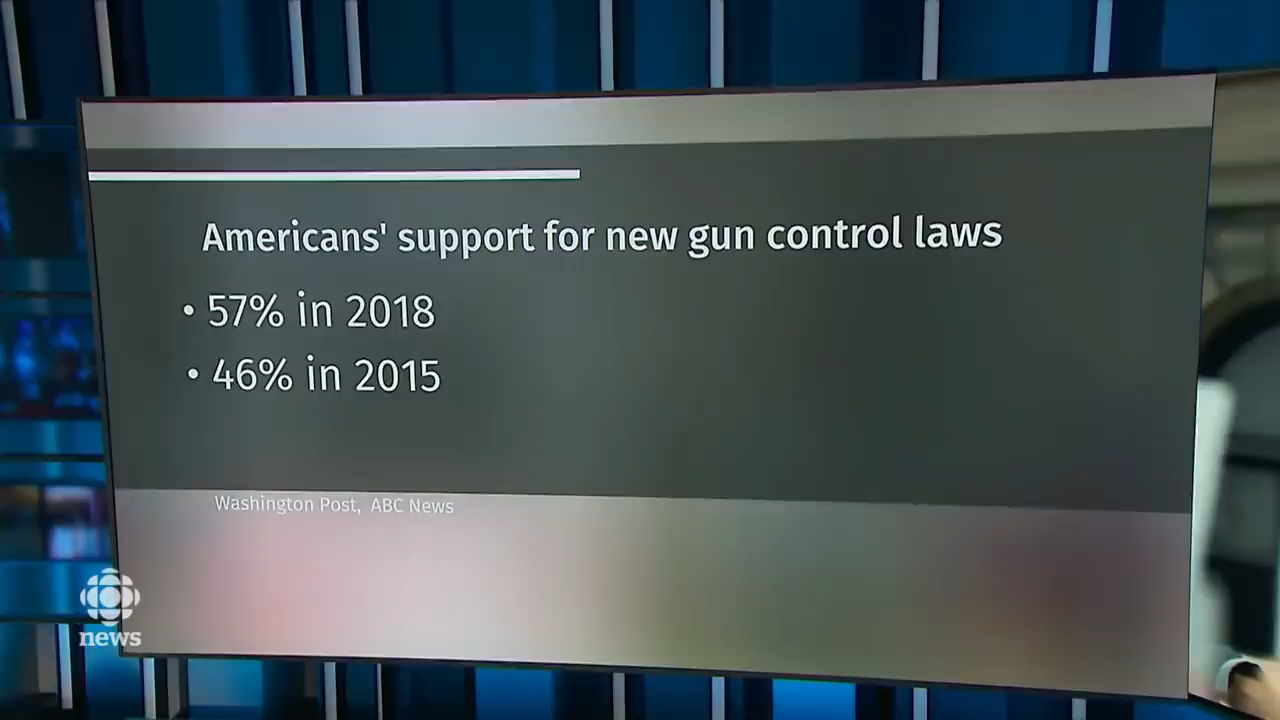 Americans' support for new gun control laws
• 57% in 2018
• 46% in 2015
Washington Post, ABC News
news